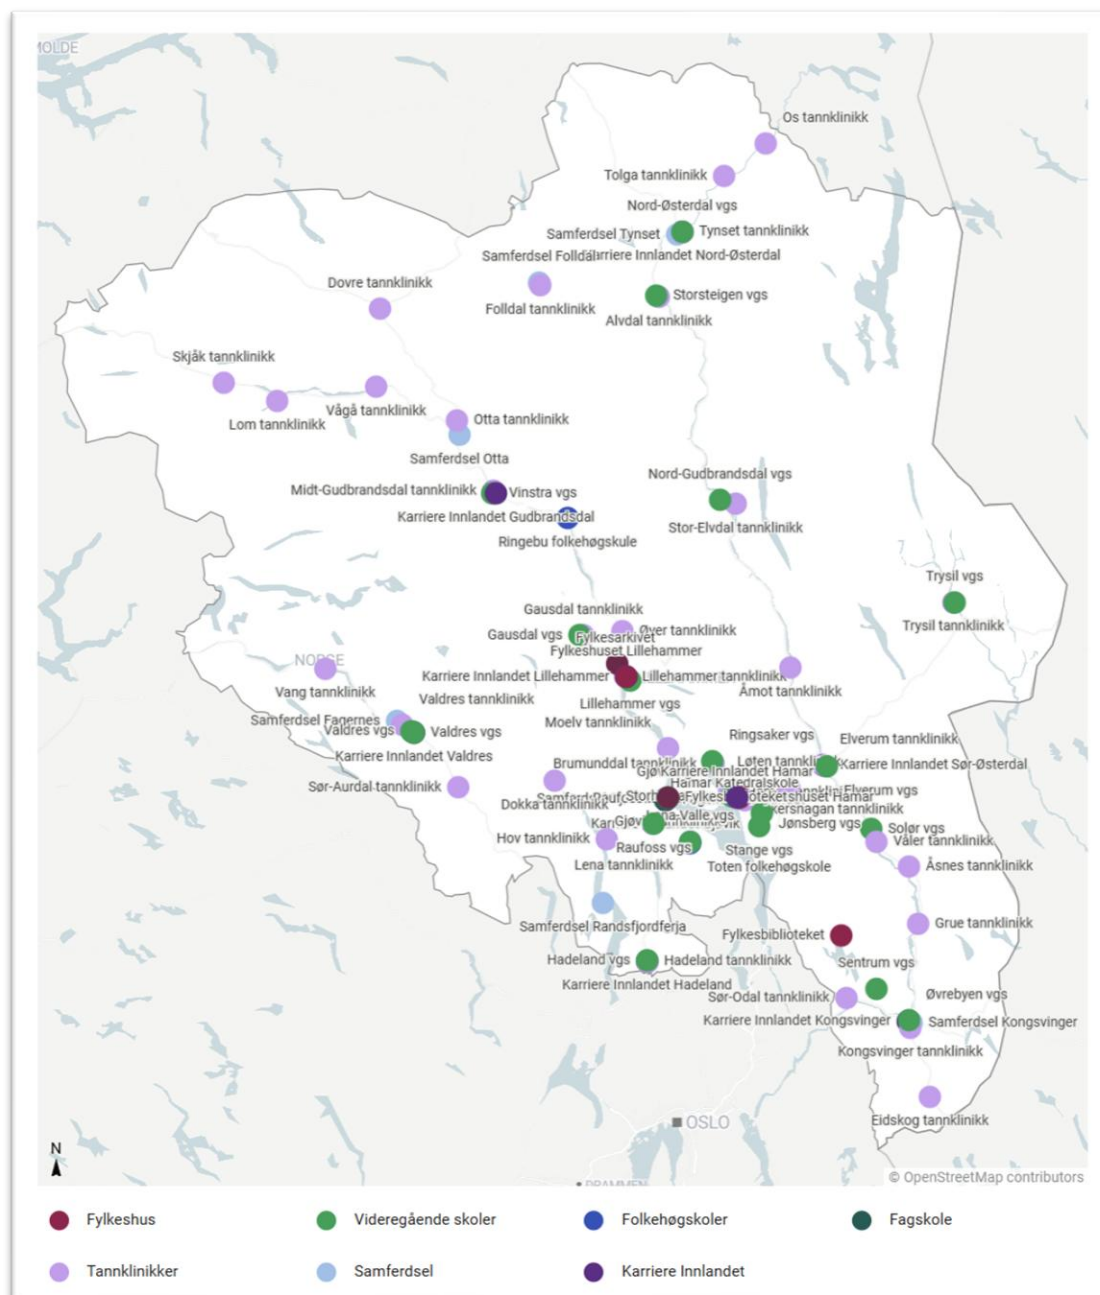 MOLDE
Os tannklinikk
Tolga tannklinikk
Nord-Østerdal vgs
Samferdsel Tynset
Tynset tannklinikk
Samferdsel Folldal
Karriere Innlandet Nord-Østerdal
Dovre tannklinikk
Storsteigen vgs
Folldal tannklinikk
Alvdal tannklinikk
Skjåk tannklinikk
Vågå tannklinikk
Otta tannklinikk
Lom tannklinikk
Samferdsel Otta
Nord-Gudbrandsdal vgs
Midt-Gudbrandsdal tannklinikk
Vinstra vgs
Karriere Innlandet Gudbrandsdal
Stor-Elvdal tannklinikk
Ringebu folkehøgskule
Trysil vgs
Gausdal tannklinikk
Trysil tannklinikk
Gausdal vgs
Fylkesarkivet
Øyer tannklinikk
Fylkeshuset Lillehammer
NORGE
Karriere Innlandet Lillehammer
Lillehammer tannklinikk
Vang tannklinikk
Åmot tannklinikk
Valdres tannklinikk
Lillehammer vgs
Samferdsel Fagernes
Moelv tannklinikk
Valdres vgs
Valdres vgs
Ringsaker vgs
Elverum tannklinikk
Karriere Innlandet Valdres
Brumunddal tannklinikk
Løten
Karriere Innlandet Sør-Østerdal
Karriere Innlandet Hamar
Sør-Aurdal tannklinikk
Hamar Katedralskole
Elverum vgs
Dokka tannklinikk
Hamar
tannklinikk
Valle vgs
Jønsberg vgs
Solør vgs
Hov tannklinikk
Raufoss vgs
Stange vgs
Våler tannklinikk
Lena tannklinikk
Toten folkehøgskole
Åsnes tannklinikk
Samferdsel Randsfjordferja
Grue tannklinikk
Fylkesbiblioteket
Hadeland vgs
Hadeland tannklinikk
Sentrum vgs
Karriere Innlandet Hadeland
Sør-Odal tannklinikk
Øvrebyen vgs
Karriere Innlandet Kongsvinger
Samferdsel Kongsvinger
Kongsvinger tannklinikk
Eidskog tannklinikk
OSLO
N
© OpenStreetMap contributors
DRAMMEN
Fylkeshus
Videregående skoler
Folkehøgskoler
Fagskole
Tannklinikker
Samferdsel
Karriere Innlandet